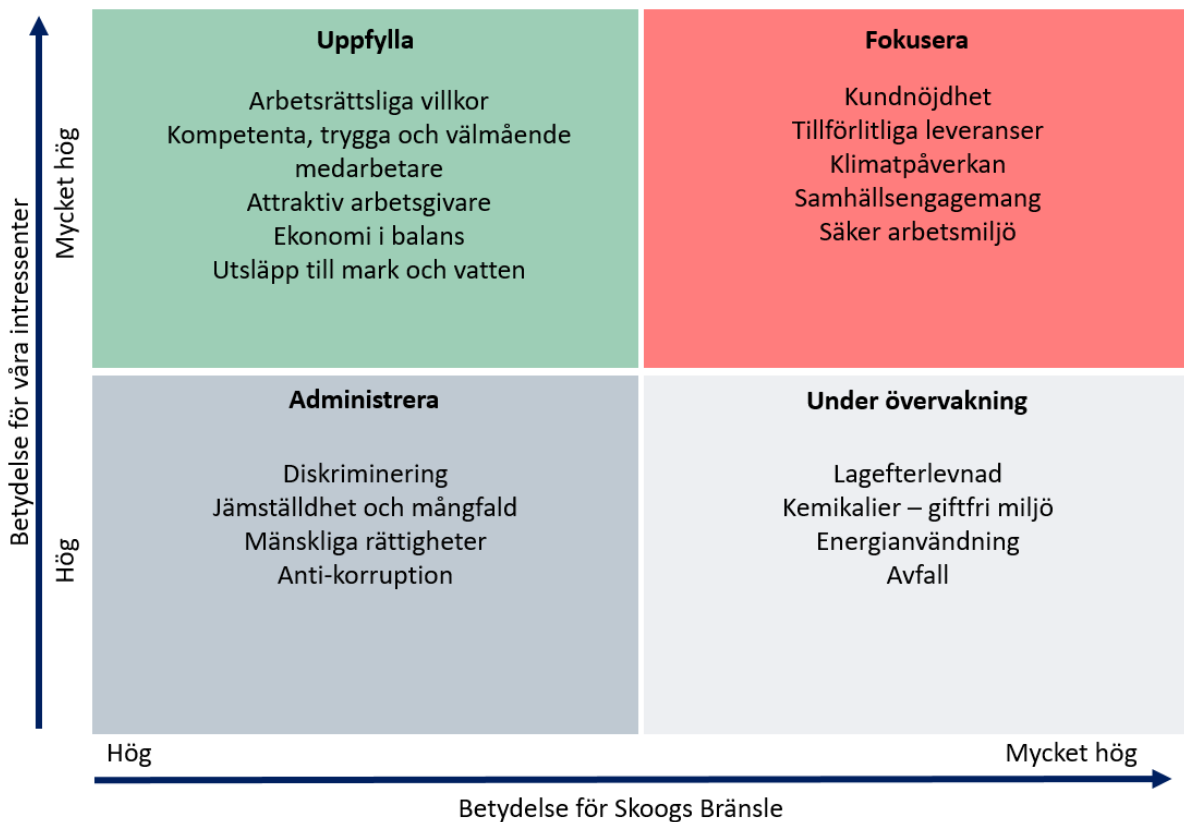 Betydelse för våra intressenter
Mycket hög
Hög
Uppfylla
Arbetsrättsliga villkor
Kompetenta, trygga och välmående
medarbetare
Attraktiv arbetsgivare
Ekonomi i balans
Utsläpp till mark och vatten
Fokusera
Kundnöjdhet
Tillförlitliga leveranser
Klimatpåverkan
Samhällsengagemang
Säker arbetsmiljö
Administrera
Diskriminering
Jämställdhet och mångfald
Mänskliga rättigheter
Anti-korruption
Under övervakning
Lagefterlevnad
Kemikalier – giftfri miljö
Energianvändning
Avfall
Hög
Mycket hög
Betydelse för Skoogs Bränsle